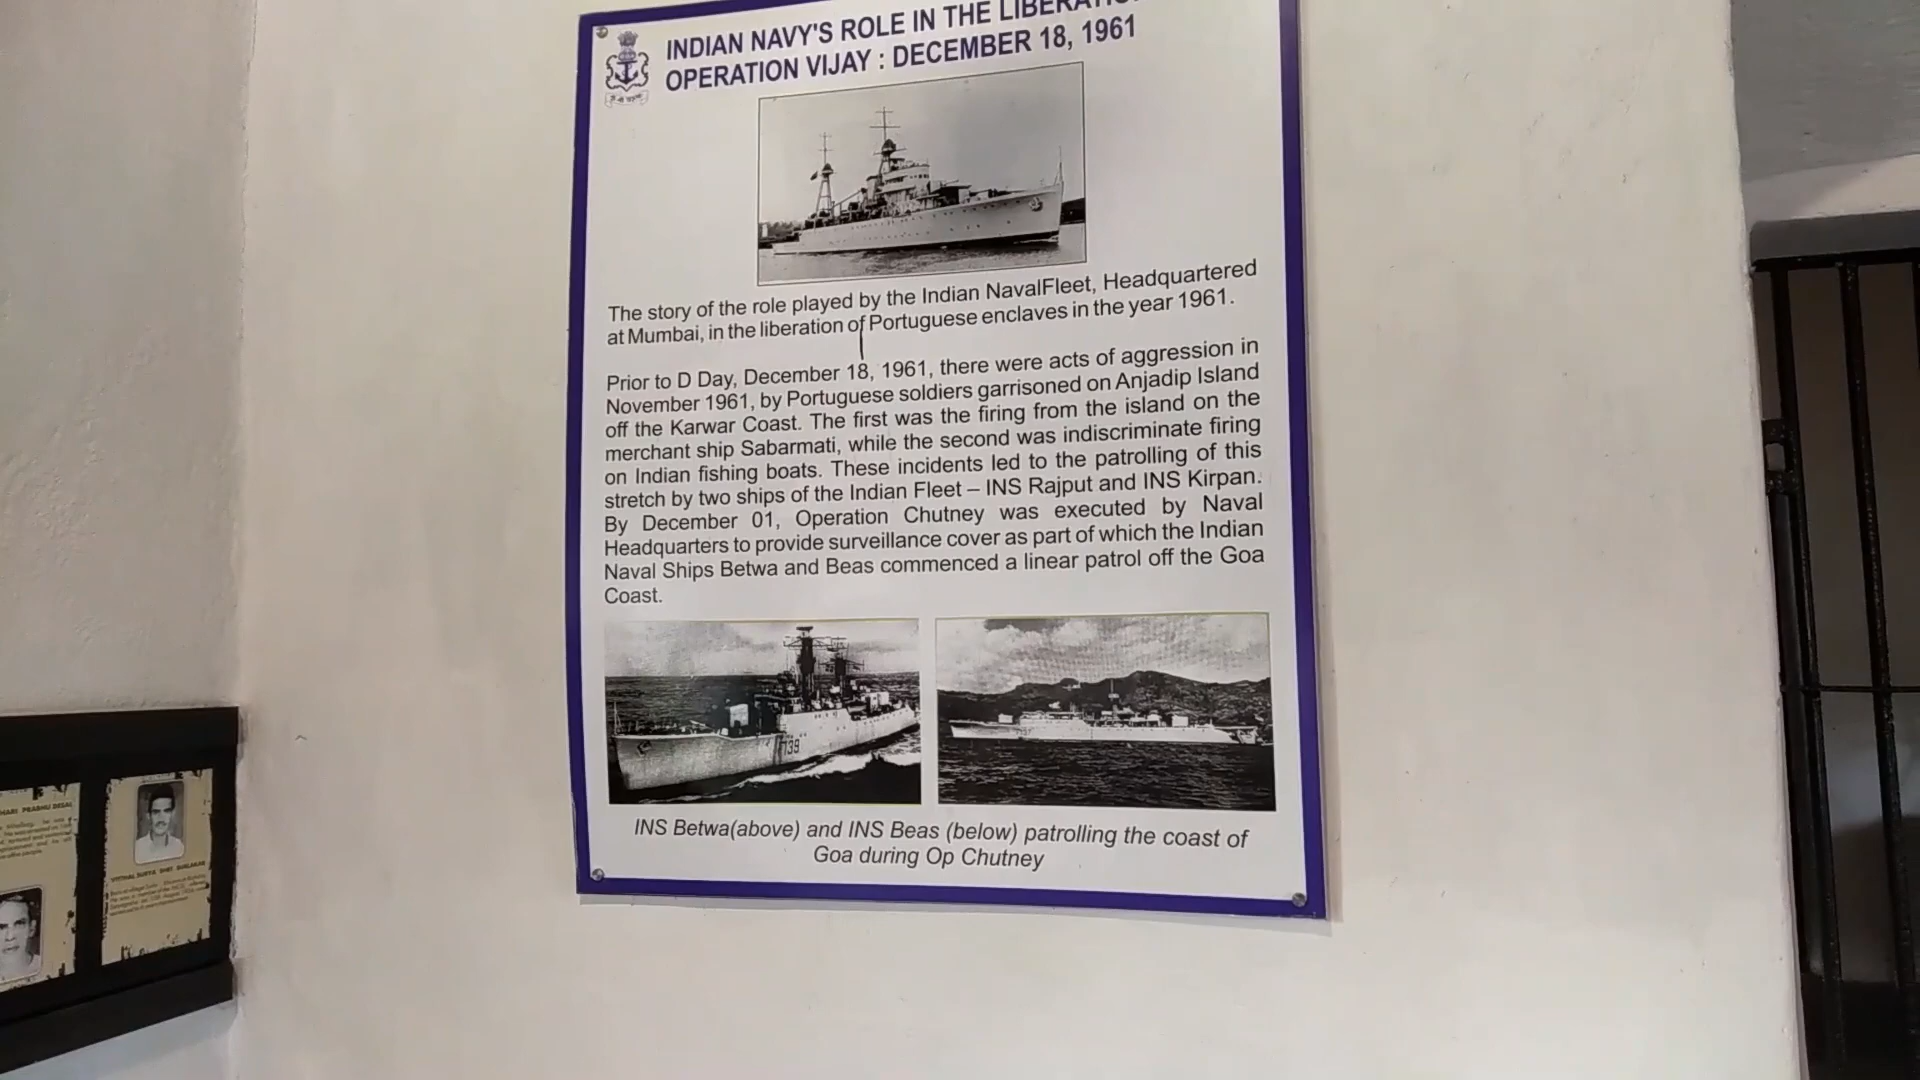 INDIAN NAVY'S ROLE IN THE
OPERATION VIJAY : DECEMBER 18, 1961
The story of the role played by the Indian NavalFleet, Headquartered
at Mumbai, in the liberation of Portuguese enclaves in the year 1961.
Prior to D Day, December 18, 1961, there were acts of aggression in
November 1961, by Portuguese soldiers garrisoned on Anjadip Island
off the Karwar Coast. The first was the firing from the island on the
merchant ship Sabarmati, while the second was indiscriminate firing
on Indian fishing boats. These incidents led to the patrolling of this
stretch by two ships of the Indian Fleet – INS Rajput and INS Kirpan.
By December 01, Operation Chutney was executed by Naval
Headquarters to provide surveillance cover as part of which the Indian
Naval Ships Betwa and Beas commenced a linear patrol off the Goa
Coast.
139
INS Betwa(above) and INS Beas (below) patrolling the coast of
Goa during Op Chutney
HARI PRABHU DESAI